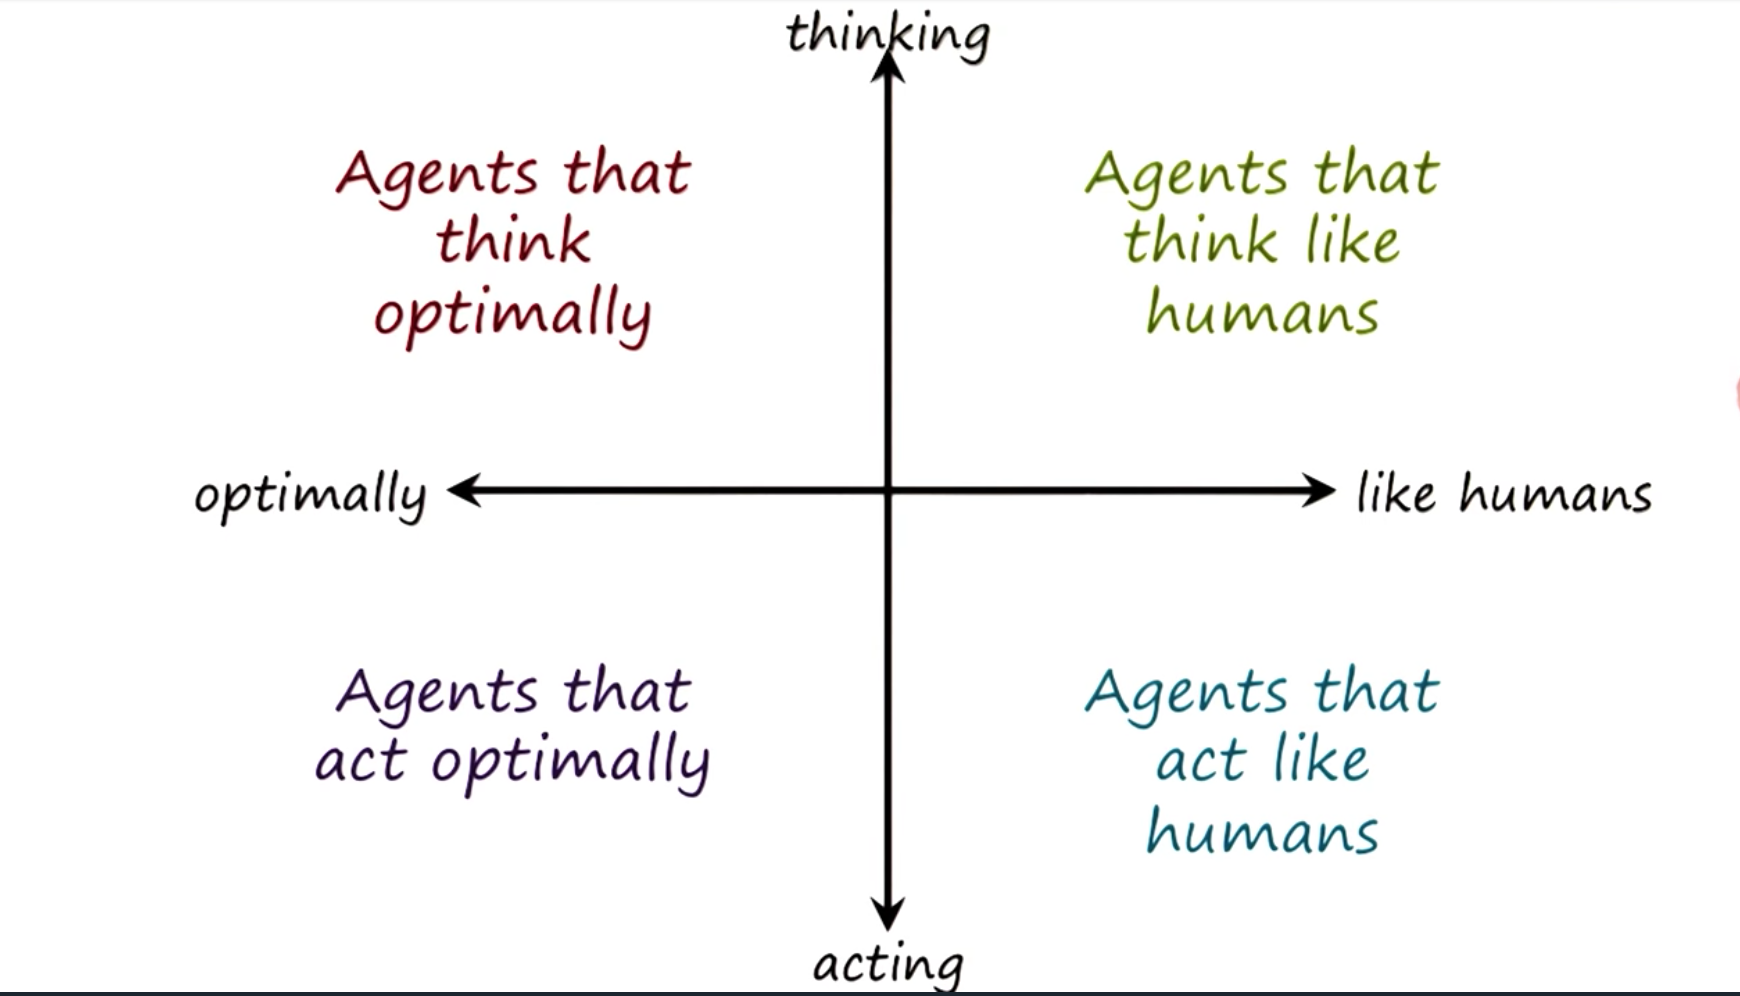 thinking
Agents that
think
optimally
Agents that
think like
humans
optimally
like humans
Agents that
act optimally
Agents that
act like
humans
acting